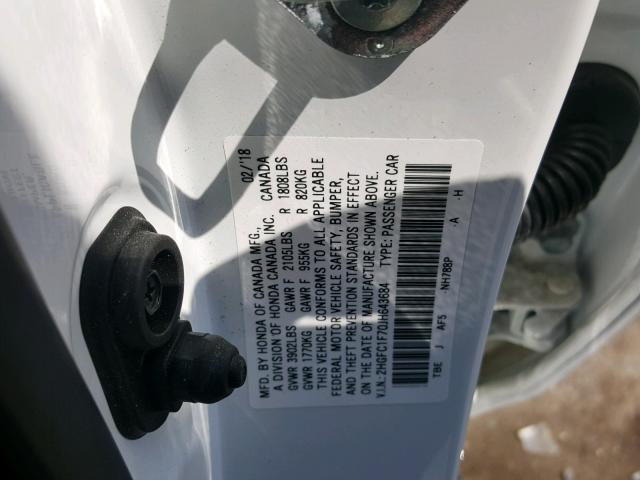 MFD. BY HONDA OF CANADA MFG., 02/'18
A DIVISION OF HONDA CANADA INC. CANADA
GVWR 3902LBS GAWR F 2105LBS R 1808LBS
GVWR 1770KG GAWR F 955KG R 820KG
THIS VEHICLE CONFORMS TO ALL APPLICABLE
FEDERAL MOTOR VEHICLE SAFETY, BUMPER,
AND THEFT PREVENTION STANDARDS IN EFFECT
ON THE DATE OF MANUFACTURE SHOWN ABOVE.
V.I.N.: 2HGFC1F70JH643684 TYPE: PASSENGER CAR
TBE J AF5 -NH788P -A -H